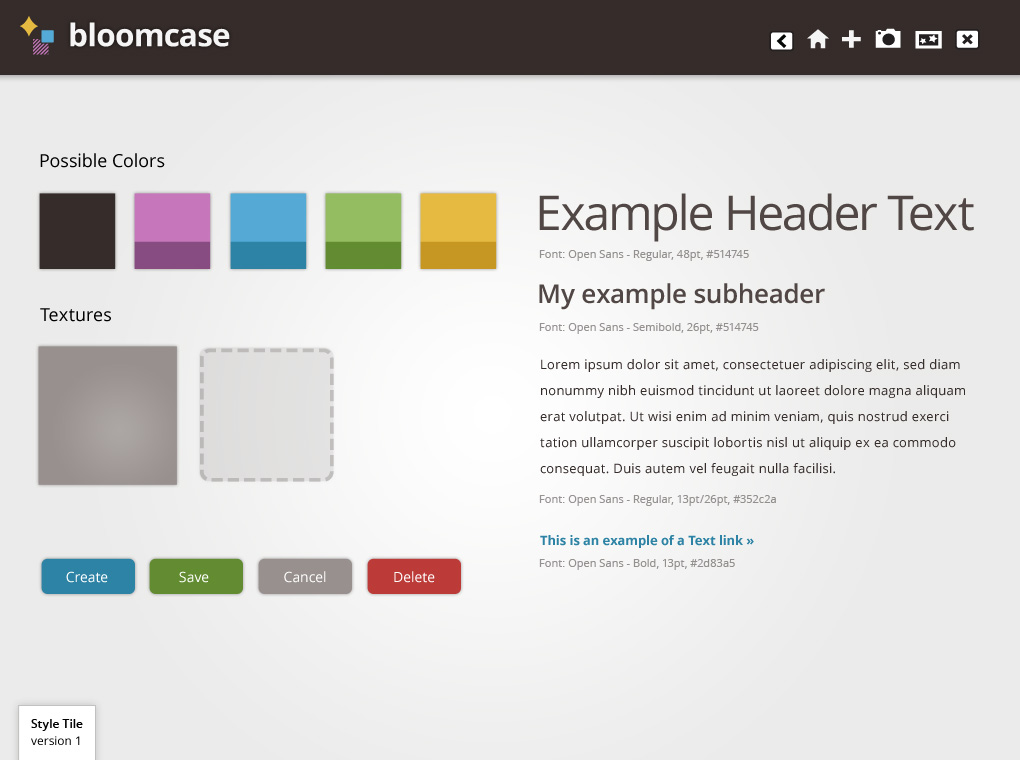 bloomcase
Possible Colors
Textures
Create
Save
Cancel
Delete
Example Header Text
Font: Open Sans - Regular, 48pt, #514745
My example subheader
Font: Open Sans - Semibold, 26pt, #514745
Lorem ipsum dolor sit amet, consectetuer adipiscing elit, sed diam
nonummy nibh euismod tincidunt ut laoreet dolore magna aliquam
erat volutpat. Ut wisi enim ad minim veniam, quis nostrud exerci
tation ullamcorper suscipit lobortis nisl ut aliquip ex ea commodo
consequat. Duis autem vel feugait nulla facilisi.
Font: Open Sans - Regular, 13pt/26pt, #352c2a
This is an example of a Text link »
Font: Open Sans - Bold, 13pt, #2d83a5
Style Tile
version 1